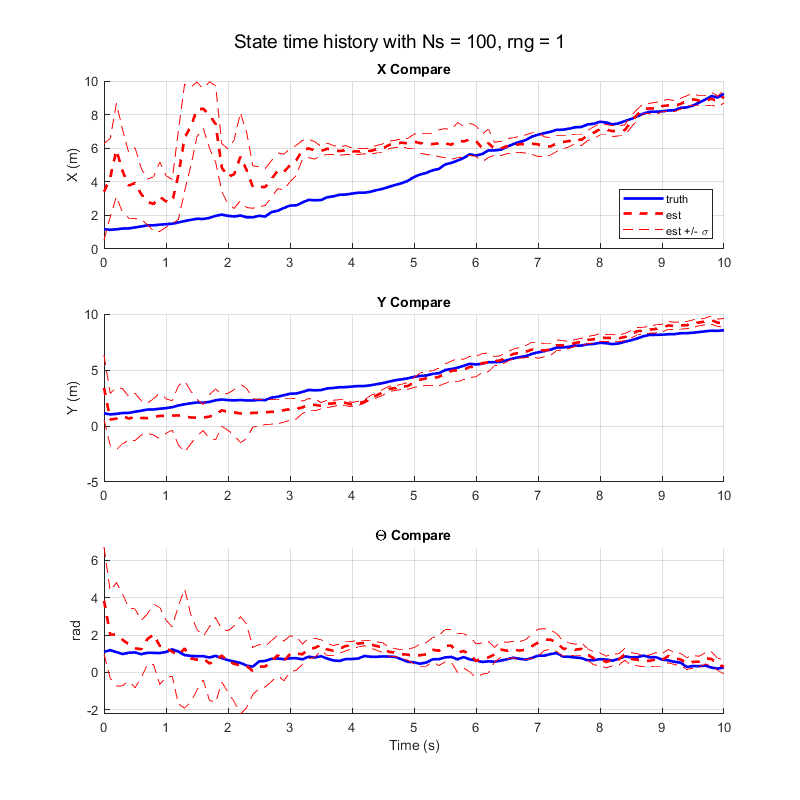 State time history with Ns = 100, rng = 1
X Compare
X (m)
10
8
6
4
2
0
0 1 2 3 4 5 6 7 8 9 10
truth
est
est +/- σ
Y Compare
Y (m)
10
5
0
-5
0 1 2 3 4 5 6 7 8 9 10
Θ Compare
rad
6
4
2
0
-2
0 1 2 3 4 5 6 7 8 9 10
Time (s)